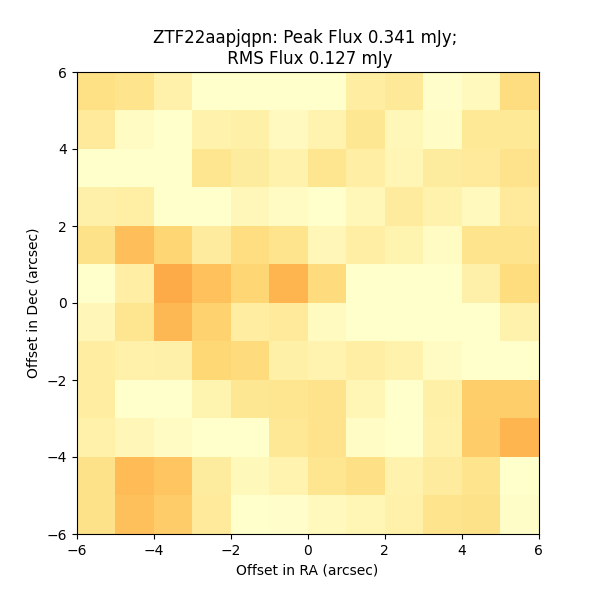 ZTF22aapjqpn: Peak Flux 0.341 mJy;
RMS Flux 0.127 mJy
6
4
2
0
−2
−4
−6
Offset in Dec (arcsec)
−6 −4 −2 0 2 4 6
Offset in RA (arcsec)